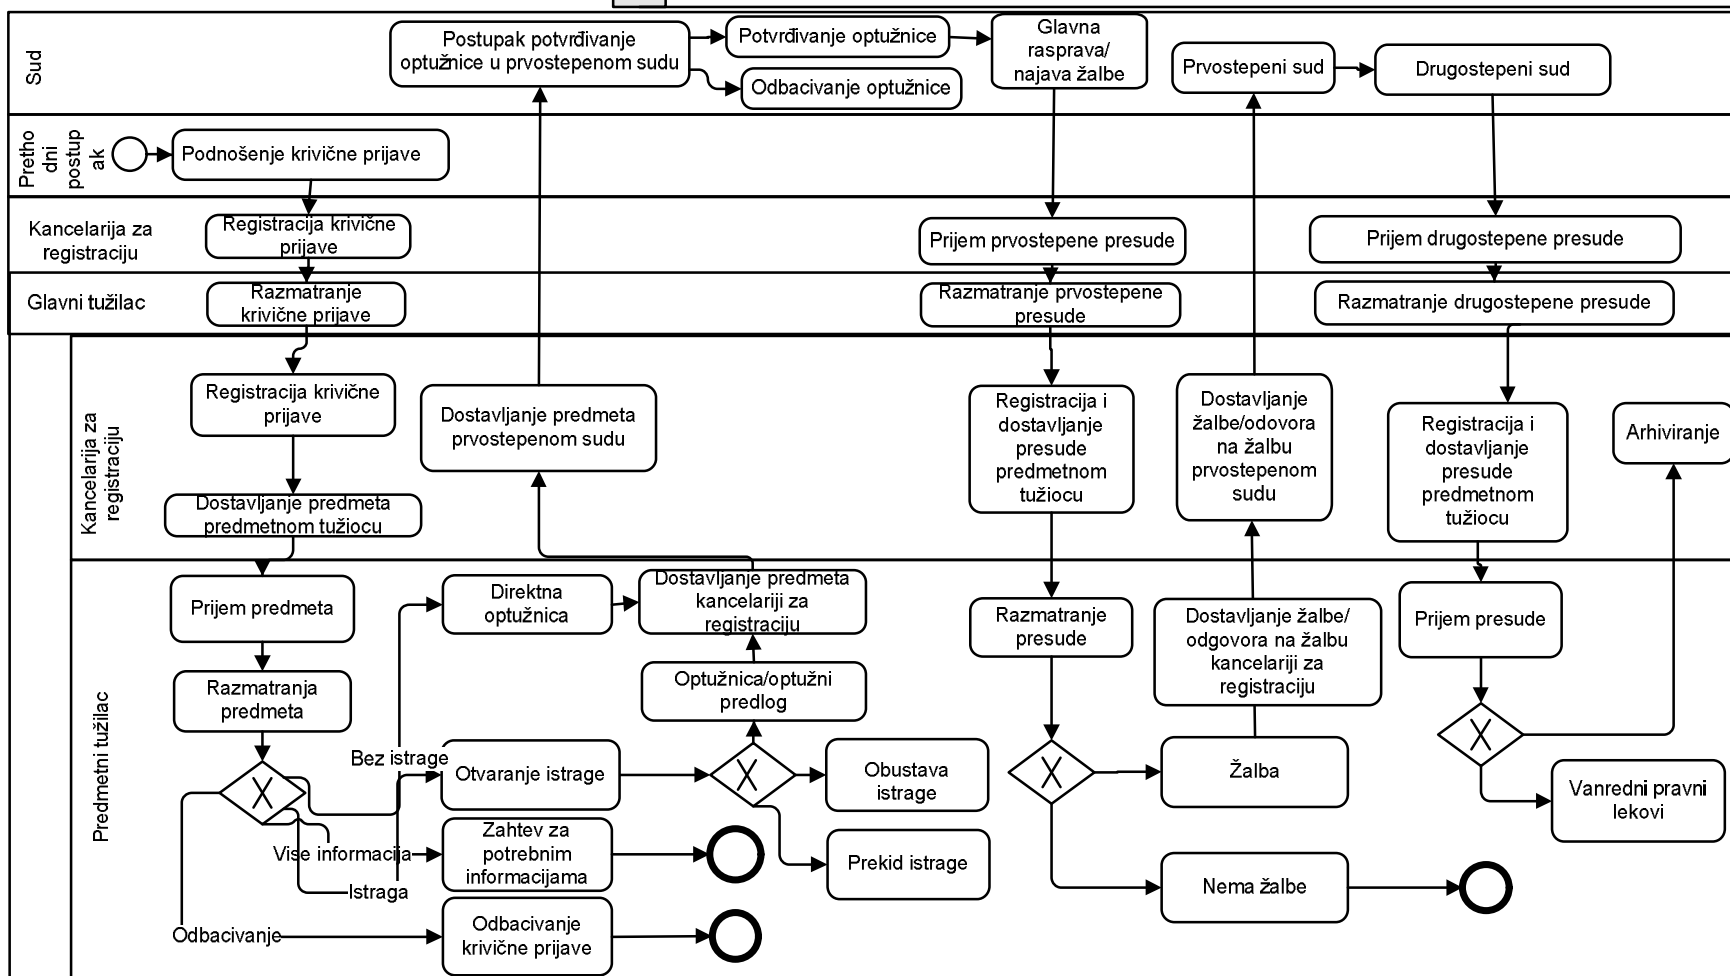 Sud
Postupak potvrđivanje
optužnice u prvostepenom sudu
Potvrđivanje optužnice
Odbacivanje optužnice
Glavna
rasprava/
najava žalbe
Prvostepeni sud
Drugostepeni sud
Pretho
dni
postup
ak
Podnošenje krivične prijave
Kancelarija za
registraciju
Registracija krivične
prijave
Prijem prvostepene presude
Prijem drugostepene presude
Glavni tužilac
Razmatranje
krivične prijave
Razmatranje prvostepene
presude
Razmatranje drugostepene presude
Kancelarija za
registraciju
Registracija krivične
prijave
Dostavljanje predmeta
predmetnom tužiocu
Dostavljanje predmeta
prvostepenom sudu
Registracija i
dostavljanje
presude
predmetnom
tužiocu
Dostavljanje
žalbe/odovora
na žalbu
prvostepenom
sudu
Registracija i
dostavljanje
presude
predmetnom
tužiocu
Arhiviranje
Predmetni tužilac
Prijem predmeta
Razmatranja
predmeta
Direktna
optužnica
Dostavljanje predmeta
kancelariji za
registraciju
Optužnica/optužni
predlog
Bez istrage
Otvaranje istrage
Obustava
istrage
Prekid istrage
Vise informacija
Zahtev za
potrebnim
informacijama
Istraga
Odbacivanje
Odbacivanje
krivične prijave
Razmatranje
presude
Dostavljanje žalbe/
odgovora na žalbu
kancelariji za
registraciju
Žalba
Nema žalbe
Prijem presude
Vanredni pravni
lekovi